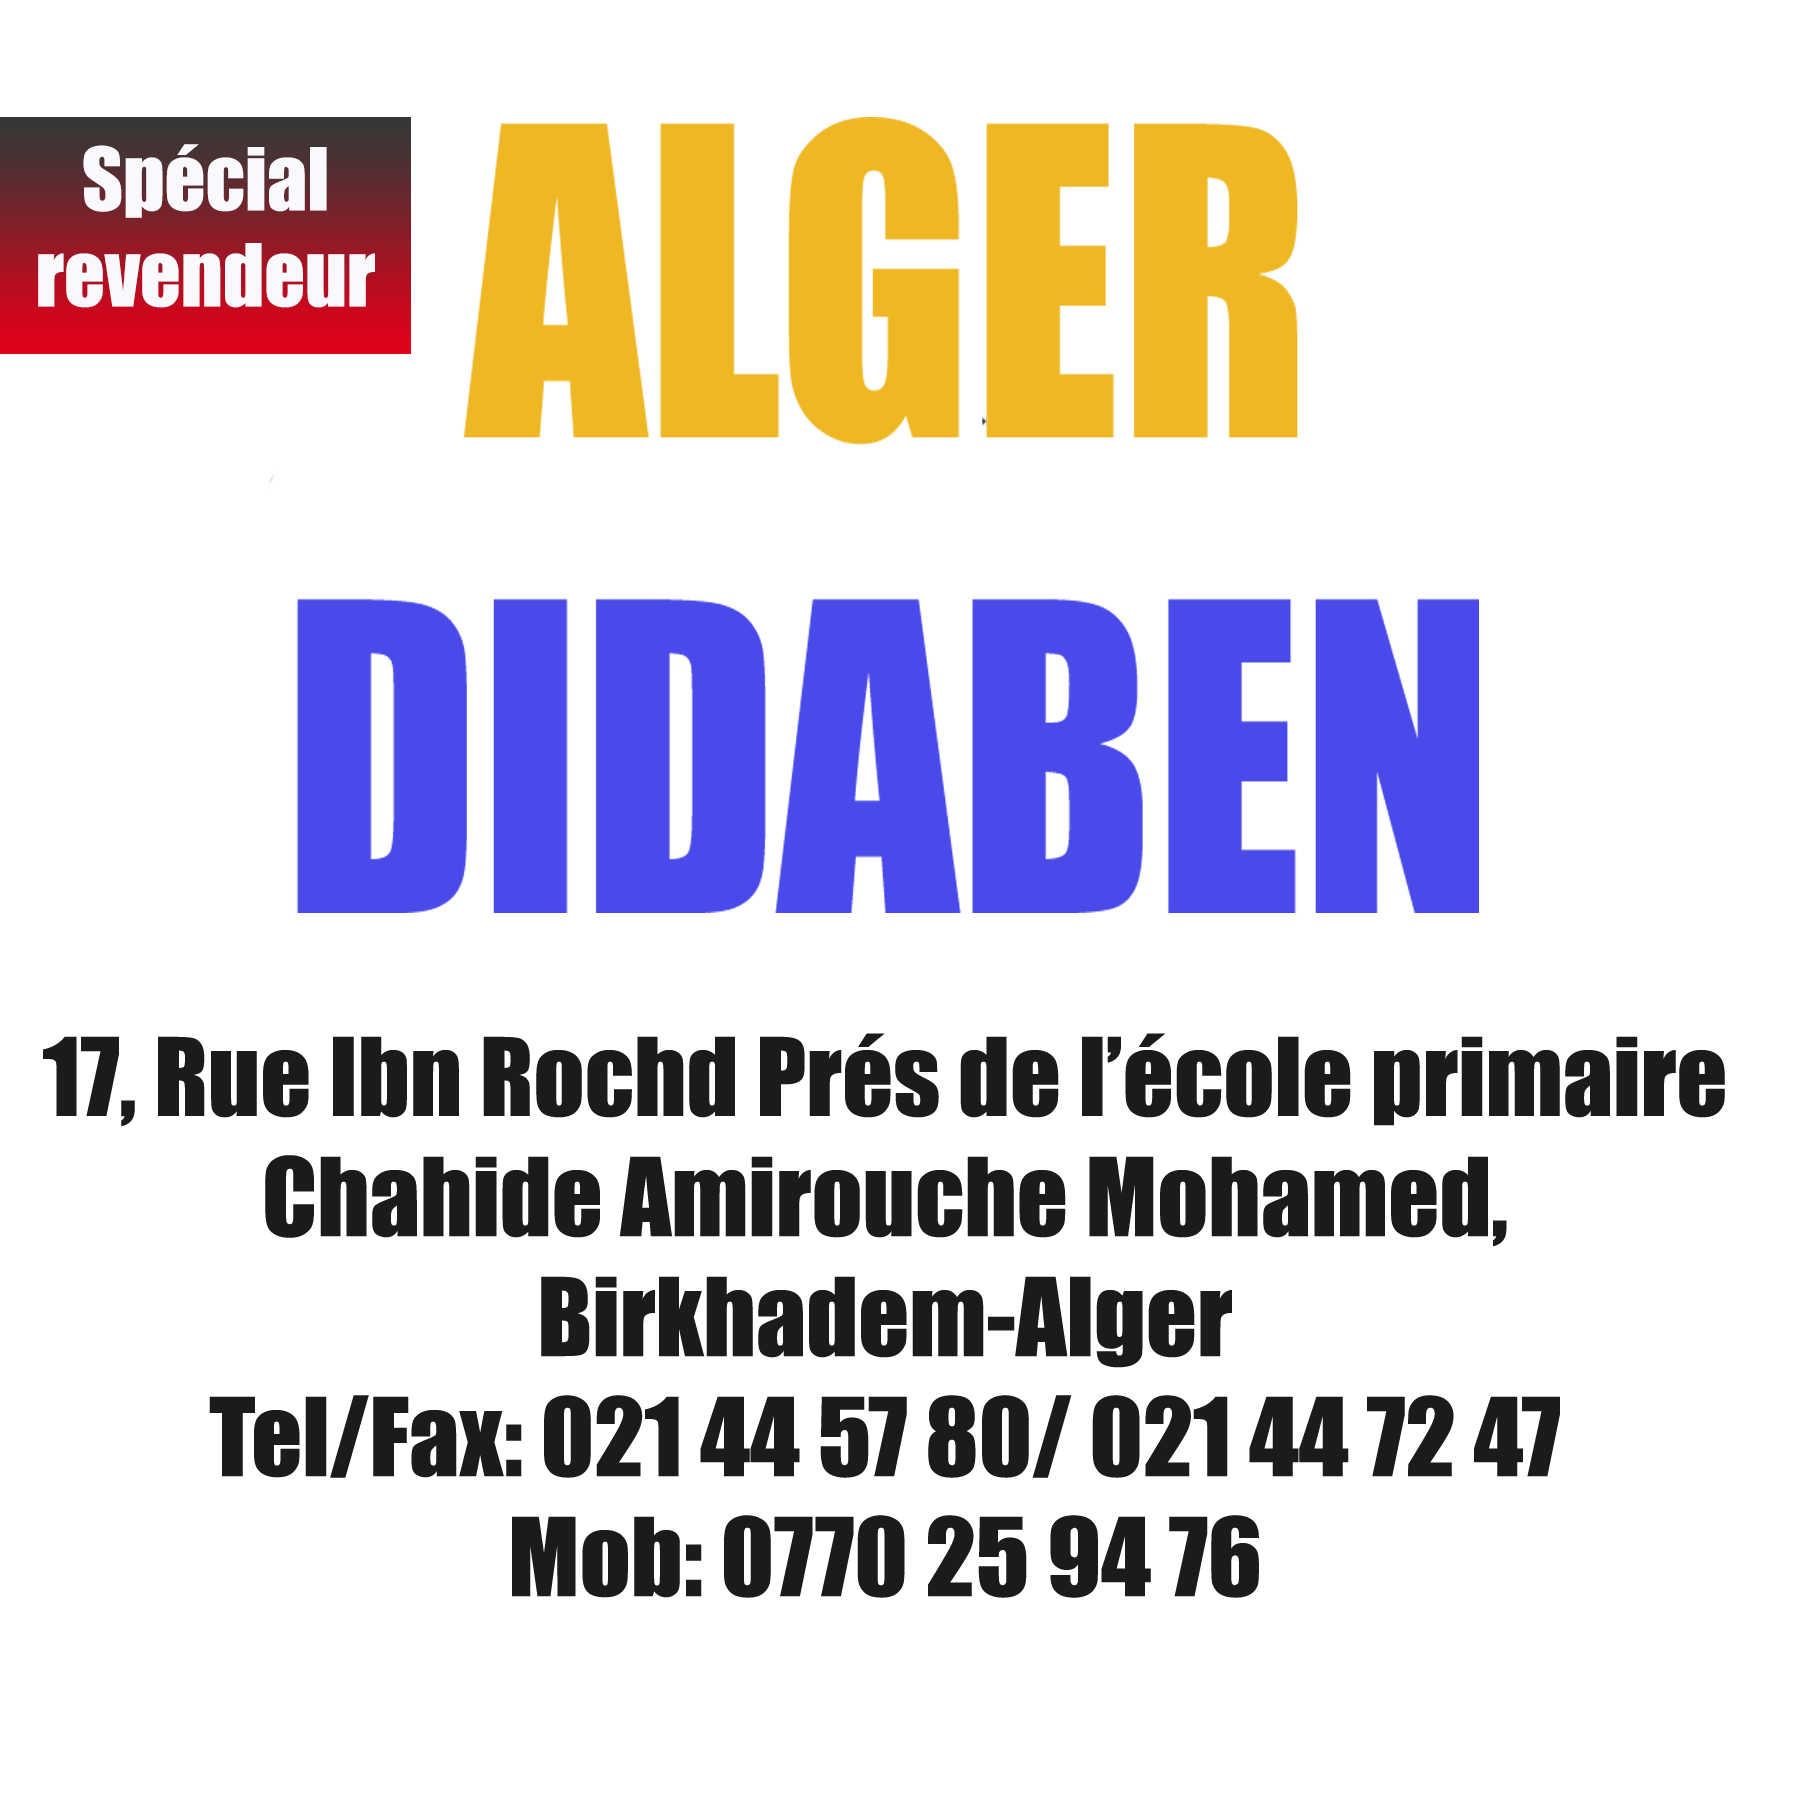 Spécial
revendeur
ALGER
DIDABEN
17, Rue Ibn Rochd Prés de l’école primaire
Chahide Amirouche Mohamed,
Birkhadem-Alger
Tel/Fax: 021 44 57 80/ 021 44 72 47
Mob: 0770 25 94 76